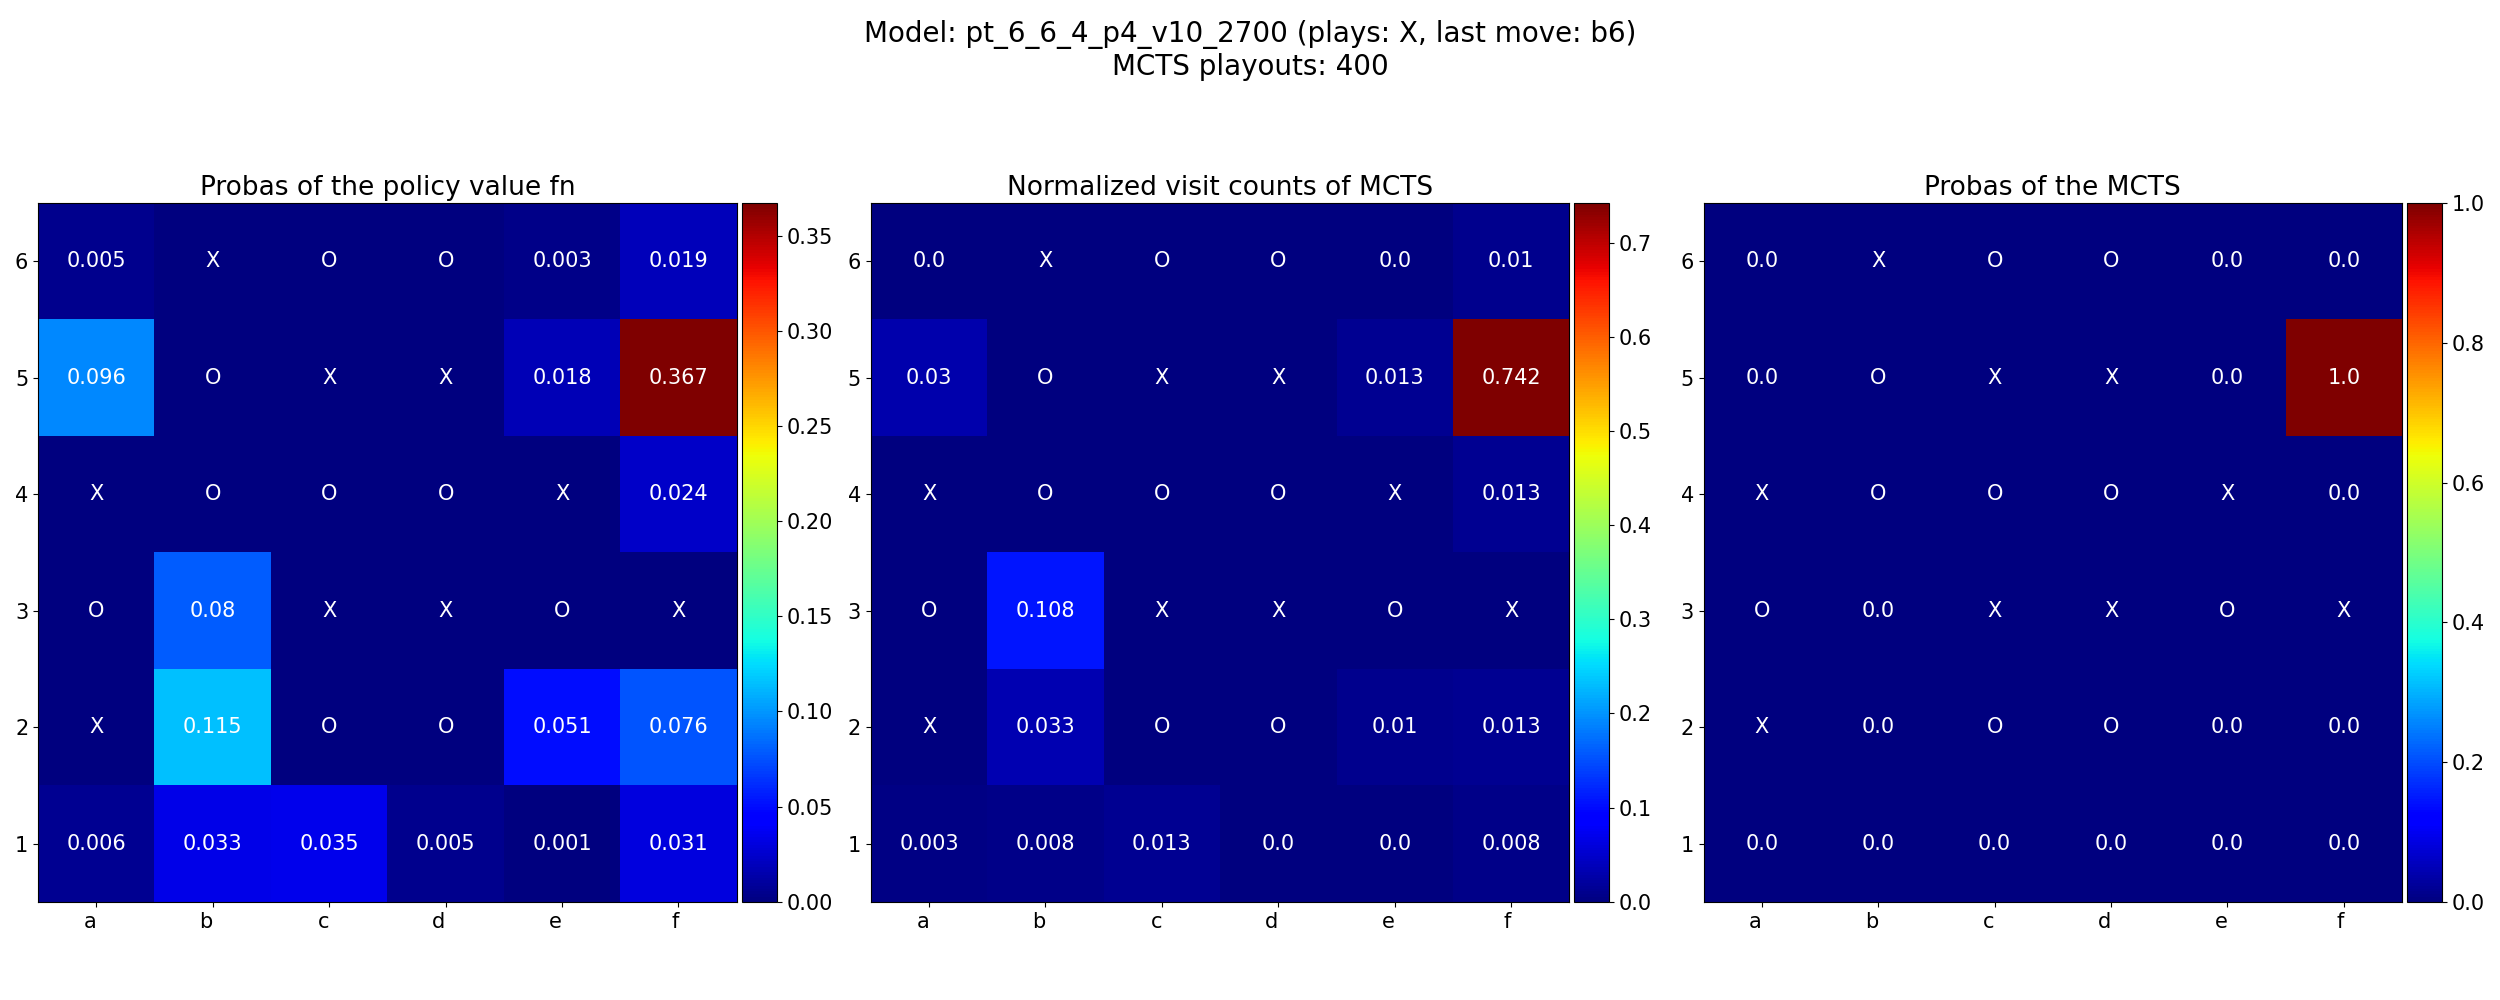 Model: pt_6_6_4_p4_v10_2700 (plays: X, last move: b6)
MCTS playouts: 400
Probas of the policy value fn
6 0.005 X O O 0.003 0.019
5 0.096 O X X 0.018 0.367
4 X O O O X 0.024
3 O 0.08 X X O X
2 X 0.115 O O 0.051 0.076
1 0.006 0.033 0.035 0.005 0.001 0.031
a b c d e f
0.35
0.30
0.25
0.20
0.15
0.10
0.05
0.00
Normalized visit counts of MCTS
6 0.0 X O O 0.0 0.01
5 0.03 O X X 0.013 0.742
4 X O O O X 0.013
3 O 0.108 X X O X
2 X 0.033 O O 0.01 0.013
1 0.003 0.008 0.013 0.0 0.0 0.008
a b c d e f
0.7
0.6
0.5
0.4
0.3
0.2
0.1
0.0
Probas of the MCTS
6 0.0 X O O 0.0 0.0
5 0.0 O X X 0.0 1.0
4 X O O O X 0.0
3 O 0.0 X X O X
2 X 0.0 O O 0.0 0.0
1 0.0 0.0 0.0 0.0 0.0 0.0
a b c d e f
1.0
0.8
0.6
0.4
0.2
0.0